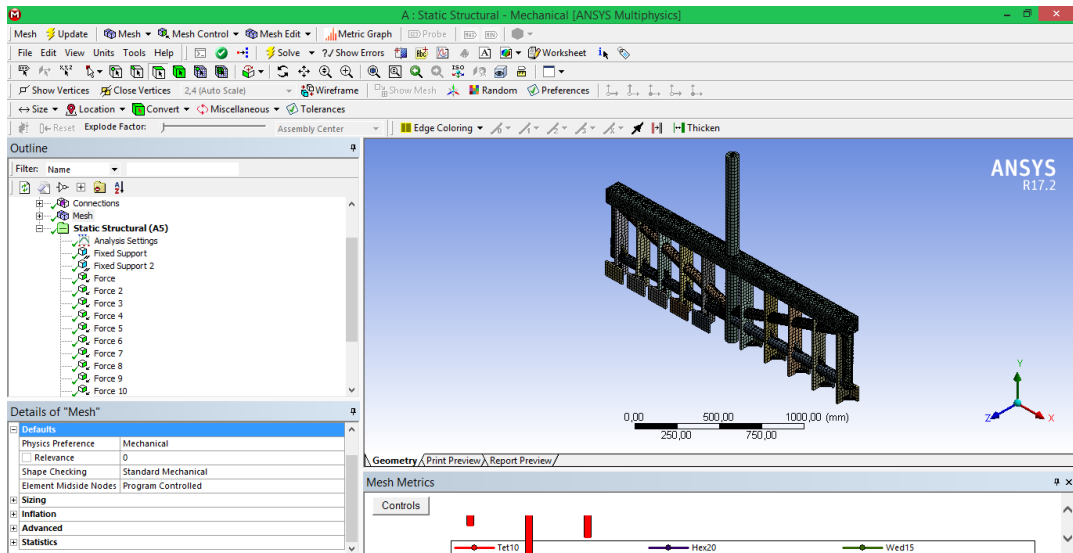 A : Static Structural - Mechanical [ANSYS Multiphysics]
Mesh Update Mesh Mesh Control Mesh Edit Metric Graph Probe
File Edit View Units Tools Help Solve ?/ Show Errors Worksheet
Show Vertices Close Vertices 2,4 (Auto Scale) Wireframe Show Mesh Random Preferences
Size Location Convert Miscellaneous Tolerances
Reset Explode Factor: Assembly Center Edge Coloring Thicken
Outline
Filter: Name
Connections
Mesh
Static Structural (A5)
Analysis Settings
Fixed Support
Fixed Support 2
Force
Force 2
Force 3
Force 4
Force 5
Force 6
Force 7
Force 8
Force 9
Force 10
Details of "Mesh"
Defaults
Physics Preference Mechanical
Relevance 0
Shape Checking Standard Mechanical
Element Midside Nodes Program Controlled
Sizing
Inflation
Advanced
Statistics
ANSYS
R17.2
Y
Z X
0,00 500,00 1000,00 (mm)
250,00 750,00
Geometry Print Preview Report Preview
Mesh Metrics
Controls
Tet10 Hex20 Wed15